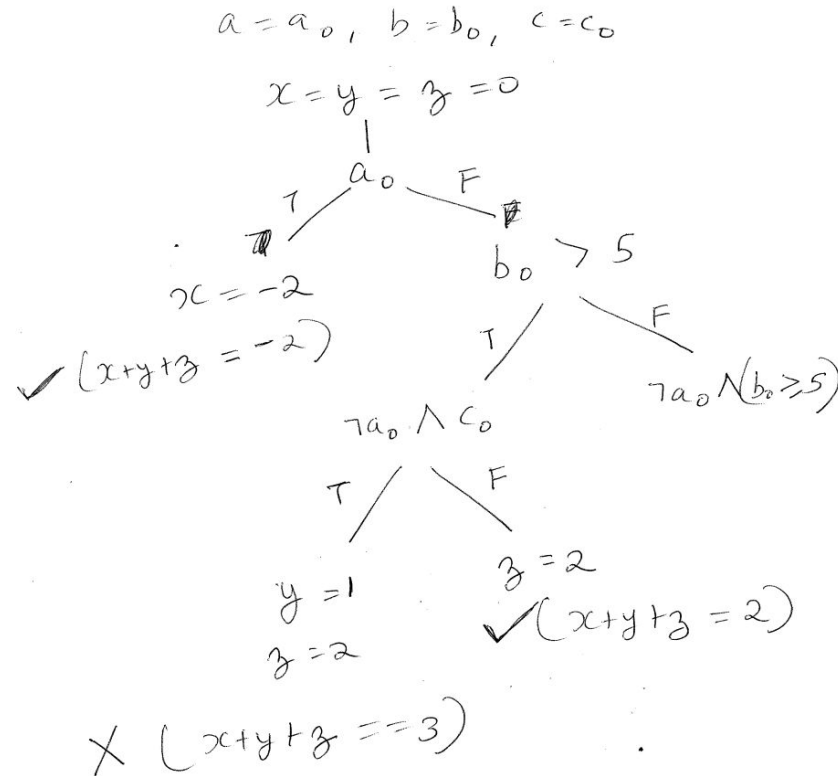 a = a₀, b = b₀, c = c₀
x = y = z = 0
a₀
T F
b₀ > 5
x = -2
✓ (x+y+z = -2)
T F
¬a₀ ∧ c₀
¬a₀ ∧ (b₀ ≥ 5)
T F
y = 1
z = 2
z = 2
✓ (x+y+z = 2)
X (x+y+z == 3)